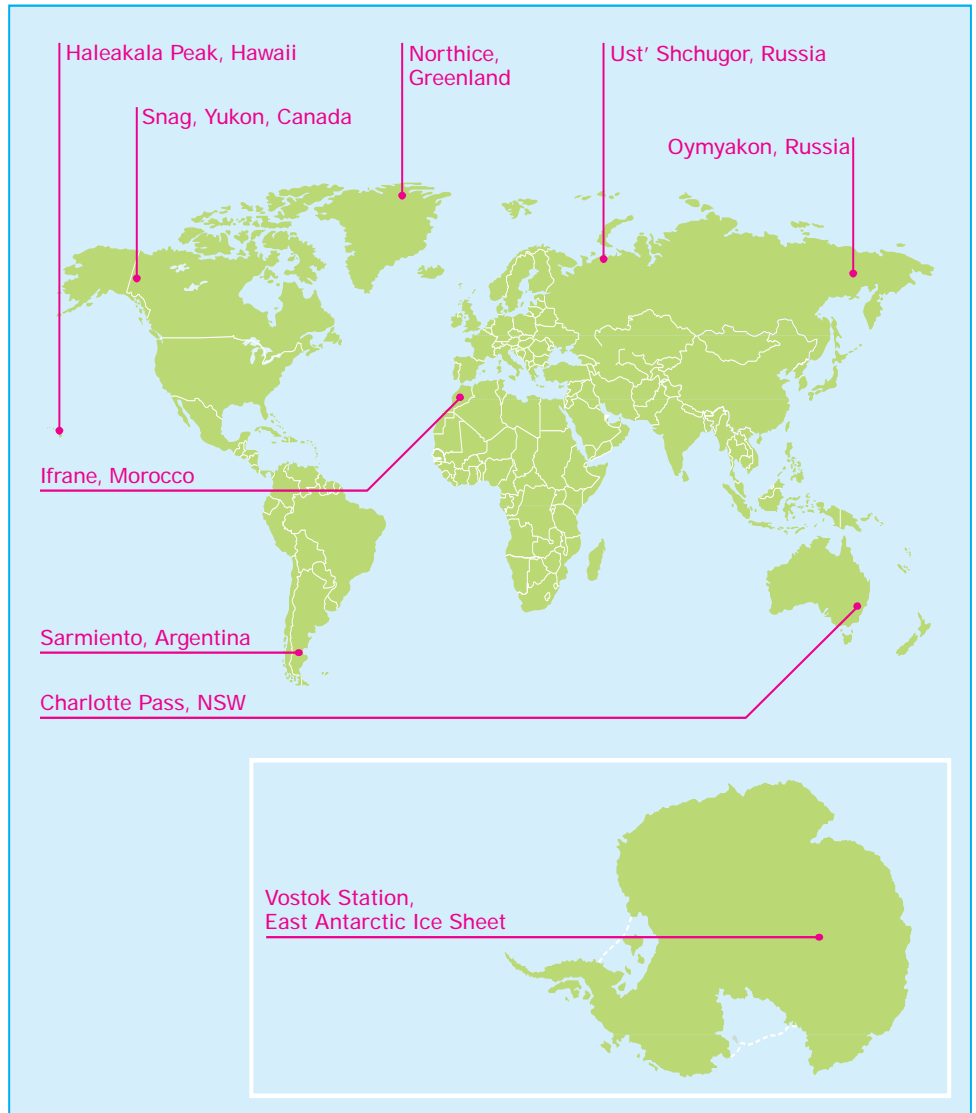 Haleakala Peak, Hawaii
Northice,
Greenland
Ust' Shchugor, Russia
Snag, Yukon, Canada
Oymyakon, Russia
Ifrane, Morocco
Sarmiento, Argentina
Charlotte Pass, NSW
Vostok Station,
East Antarctic Ice Sheet